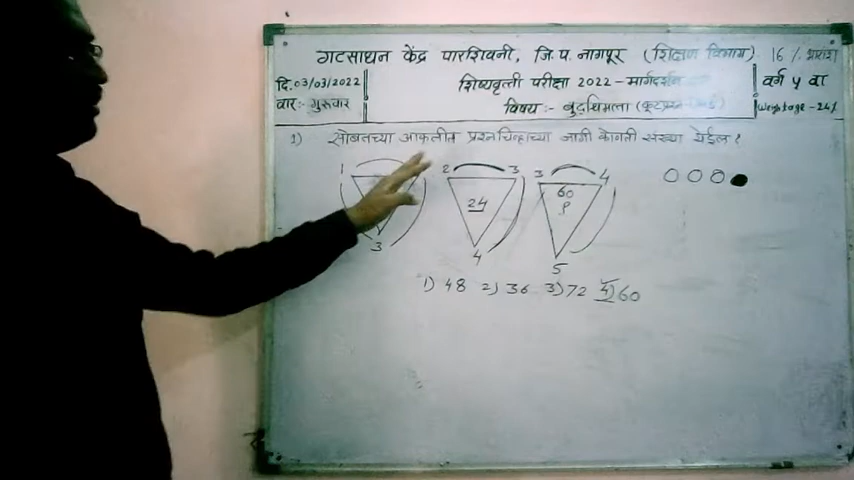 गटसाधन केंद्र पारशिवनी, जि.प. नागपूर (शिक्षण विभाग). 16 %
दि. 03/03/2022 शिष्यवृत्ती परीक्षा 2022 - मार्गदर्शन वर्ग ५ वा
वार:- गुरुवार विषय :- बुद्धिमत्ता Weightage - 24%
1) सोबतच्या आकृतीत प्रश्नचिन्हाच्या जागी कोणती संख्या येईल ?
1 2 3 3 4
24 60
?
3 4 5
1) 48 2) 36 3) 72 4) 60